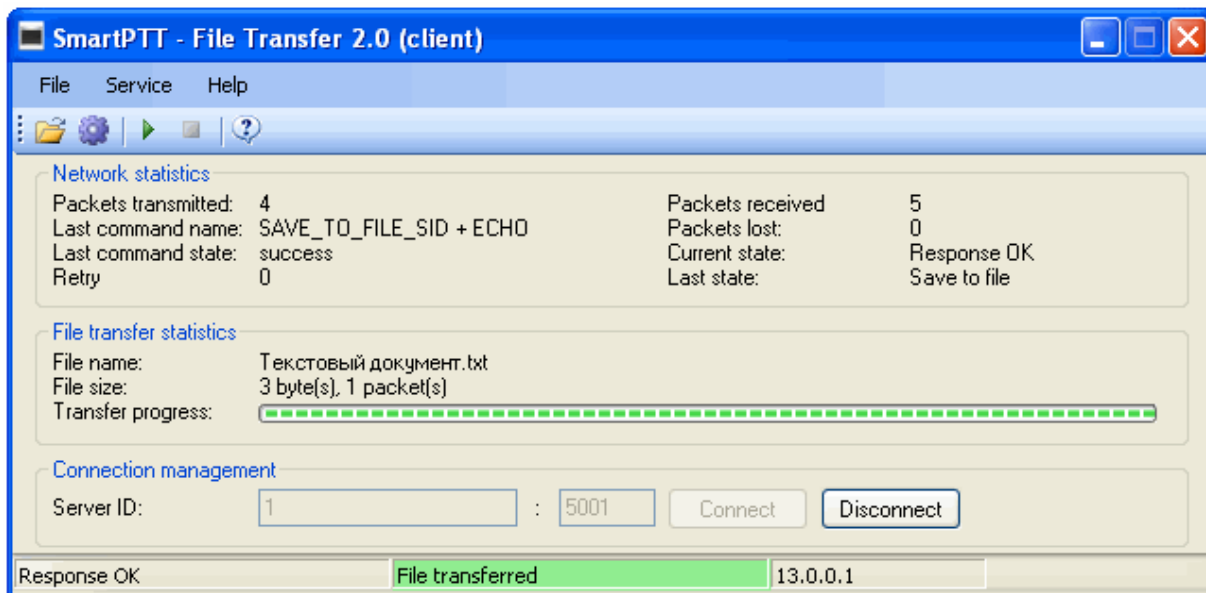 SmartPTT - File Transfer 2.0 (client)
File Service Help
Network statistics
Packets transmitted: 4 Packets received 5
Last command name: SAVE_TO_FILE_SID + ECHO Packets lost: 0
Last command state: success Current state: Response OK
Retry 0 Last state: Save to file
File transfer statistics
File name: Текстовый документ.txt
File size: 3 byte(s), 1 packet(s)
Transfer progress:
Connection management
Server ID: 1 : 5001 Connect Disconnect
Response OK File transferred 13.0.0.1